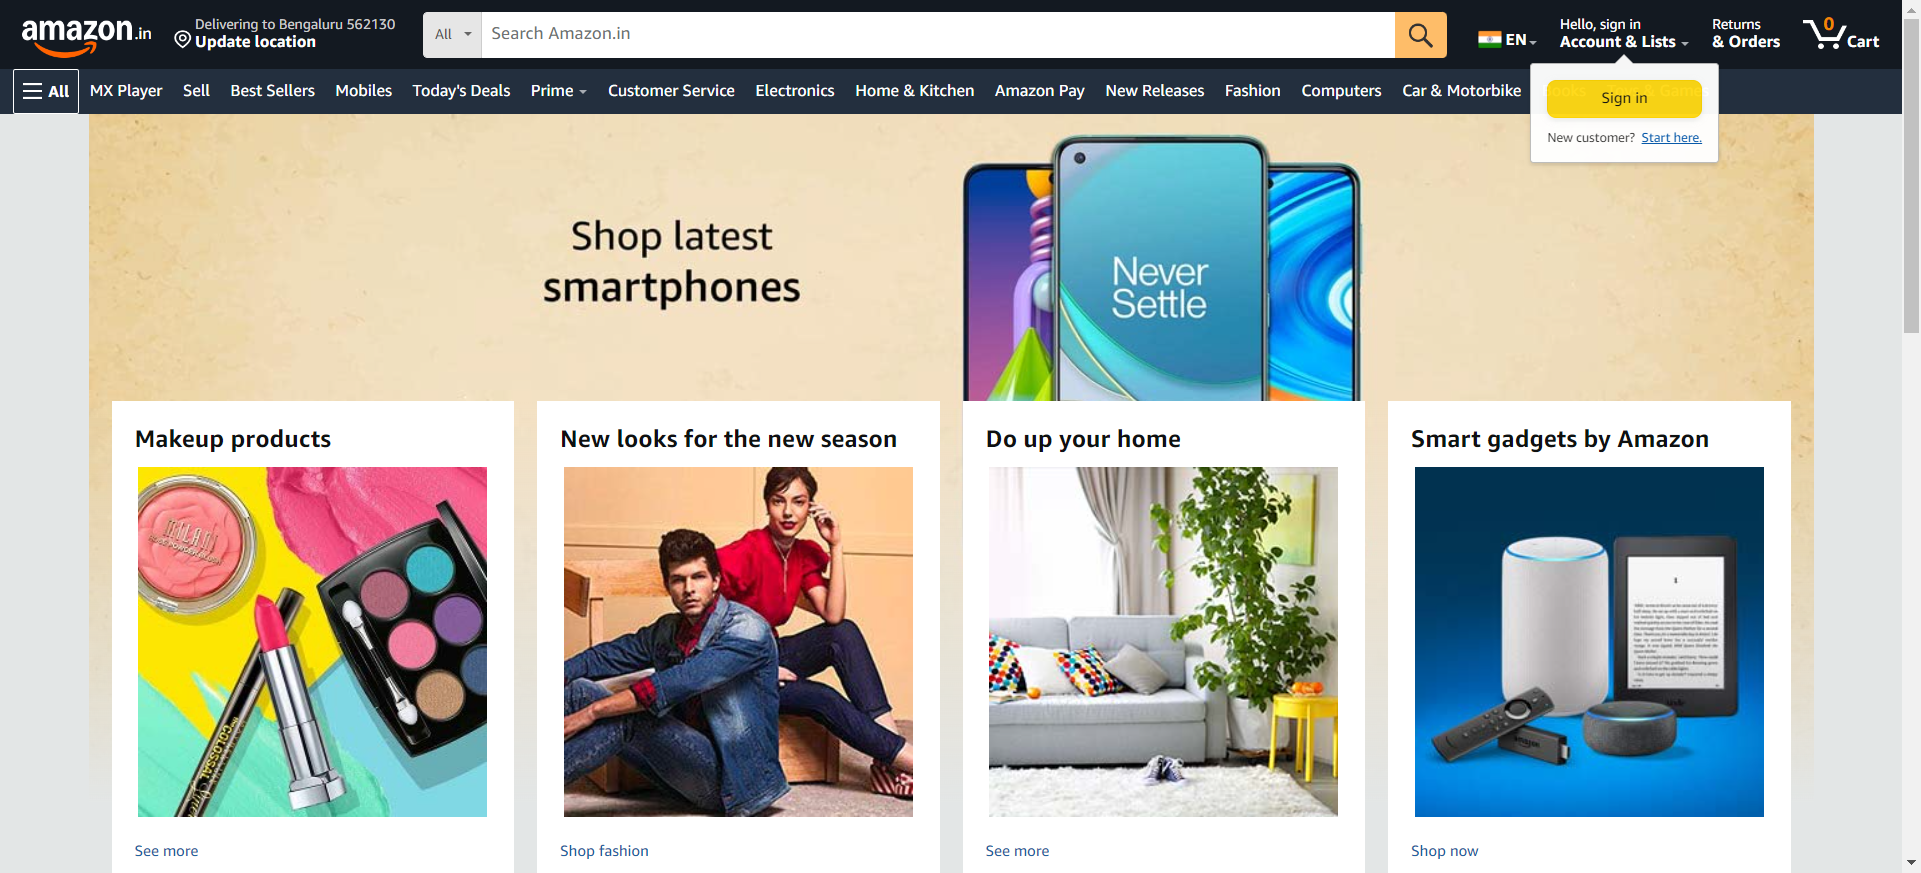 amazon.in
Delivering to Bengaluru 562130
Update location
All
Search Amazon.in
EN
Hello, sign in
Account & Lists
Returns
& Orders
0
Cart
All
MX Player
Sell
Best Sellers
Mobiles
Today's Deals
Prime
Customer Service
Electronics
Home & Kitchen
Amazon Pay
New Releases
Fashion
Computers
Car & Motorbike
Sign in
New customer? Start here.
Shop latest
smartphones
Never
Settle
Makeup products
New looks for the new season
Do up your home
Smart gadgets by Amazon
MILANI
COLOSSAL
amazon
kindle
See more
Shop fashion
See more
Shop now